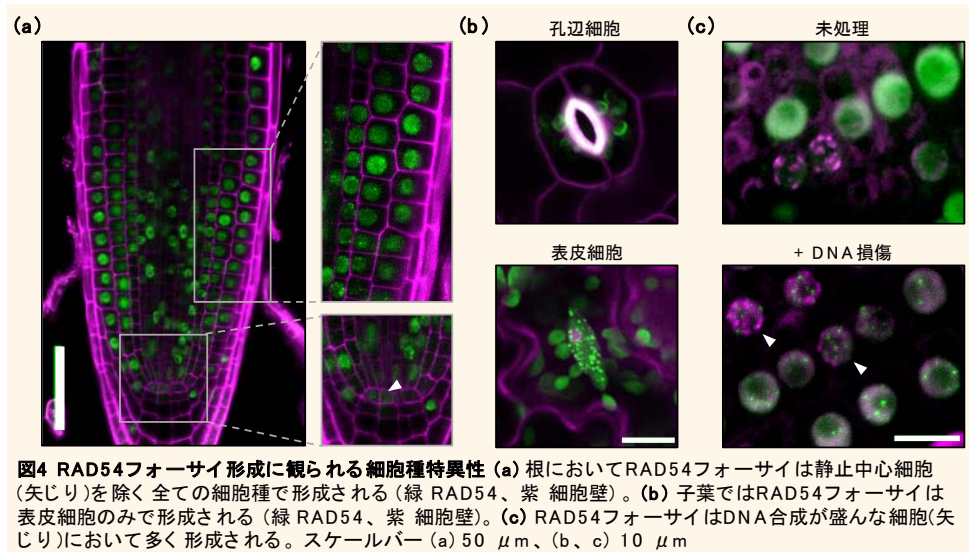 (a)
(b)
孔辺細胞
(c)
未処理
表皮細胞
+ DNA損傷
図4 RAD54フォーサイ形成に観られる細胞種特異性 (a) 根においてRAD54フォーサイは静止中心細胞
(矢じり)を除く全ての細胞種で形成される (緑 RAD54、紫 細胞壁) 。(b) 子葉ではRAD54フォーサイは
表皮細胞のみで形成される (緑 RAD54、紫 細胞壁)。(c) RAD54フォーサイはDNA合成が盛んな細胞(矢
じり)において多く形成される。スケールバー (a) 50 μm、(b、c) 10 μm